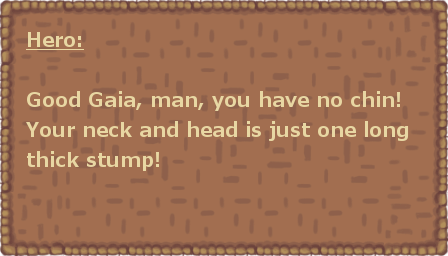 Hero:
Good Gaia, man, you have no chin!
Your neck and head is just one long
thick stump!